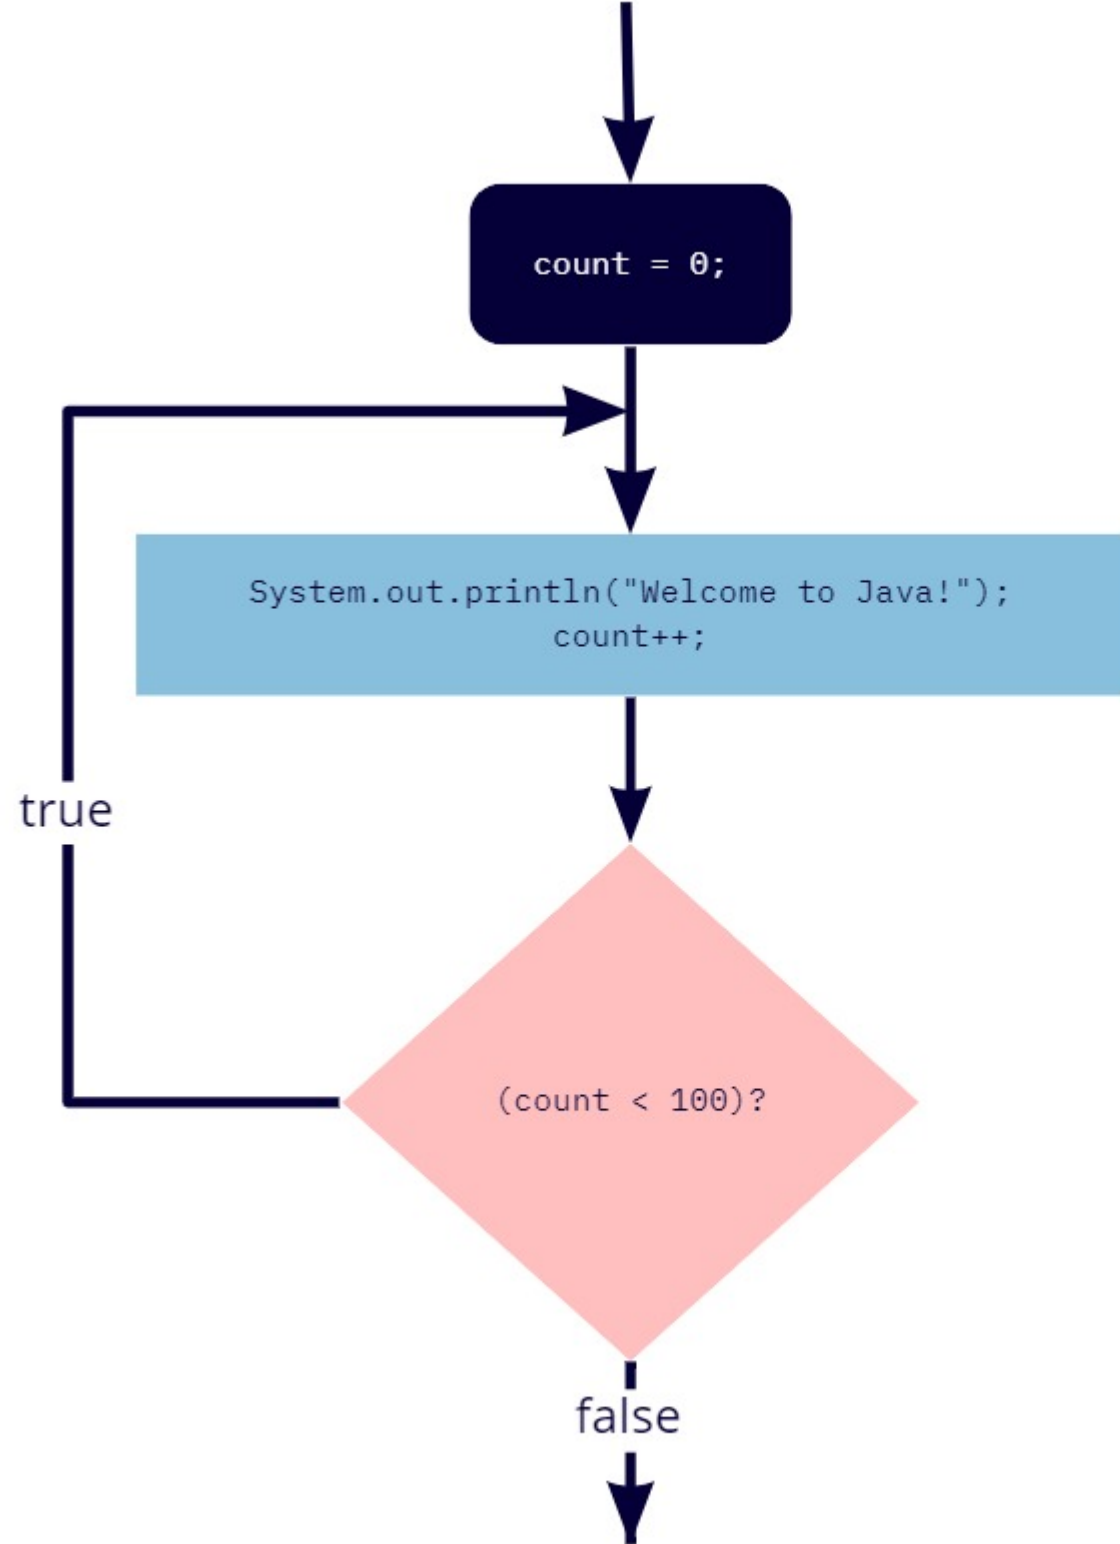 count = 0;
System.out.println("Welcome to Java!");
count++;
true
(count < 100)?
false